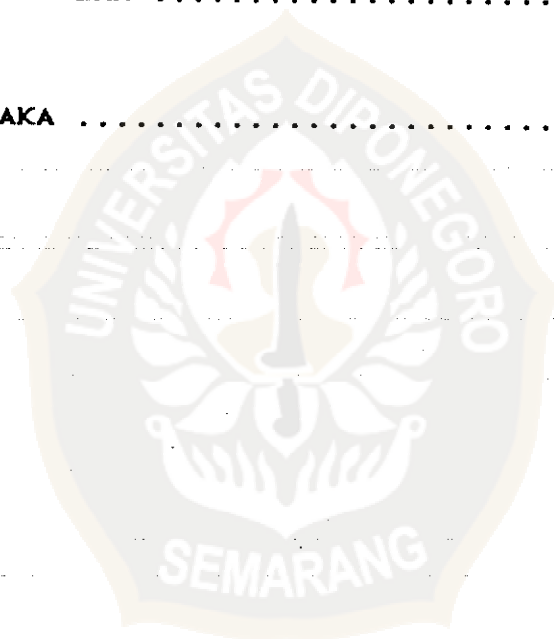 AKA . . . . . . . . . . . . . . . . . . . . . . . . .
UNIVERSITAS DIPONEGORO
SEMARANG